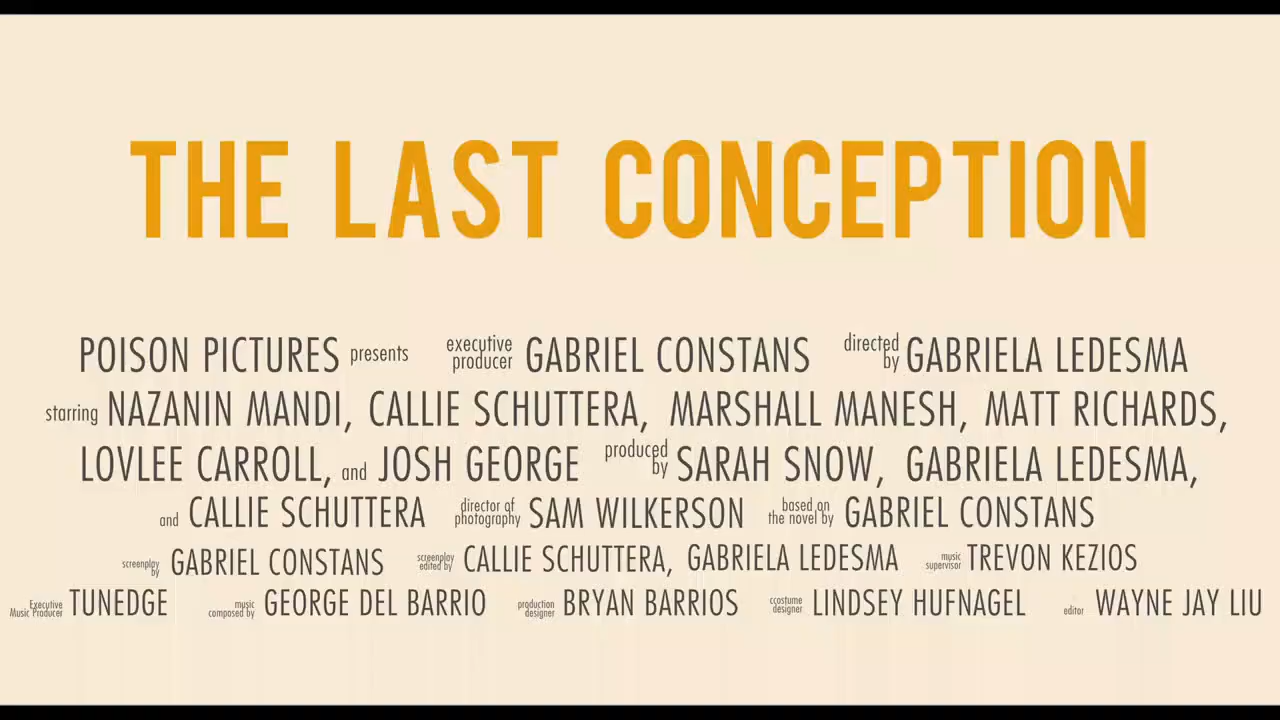 THE LAST CONCEPTION
POISON PICTURES presents executive producer GABRIEL CONSTANS directed by GABRIELA LEDESMA
starring NAZANIN MANDI, CALLIE SCHUTTERA, MARSHALL MANESH, MATT RICHARDS,
LOVLEE CARROLL, and JOSH GEORGE produced by SARAH SNOW, GABRIELA LEDESMA,
and CALLIE SCHUTTERA director of photography SAM WILKERSON based on the novel by GABRIEL CONSTANS
screenplay by GABRIEL CONSTANS screenplay edited by CALLIE SCHUTTERA, GABRIELA LEDESMA music supervisor TREVON KEZIOS
Executive Music Producer TUNEDGE music composed by GEORGE DEL BARRIO production designer BRYAN BARRIOS ccostume designer LINDSEY HUFNAGEL editor WAYNE JAY LIU